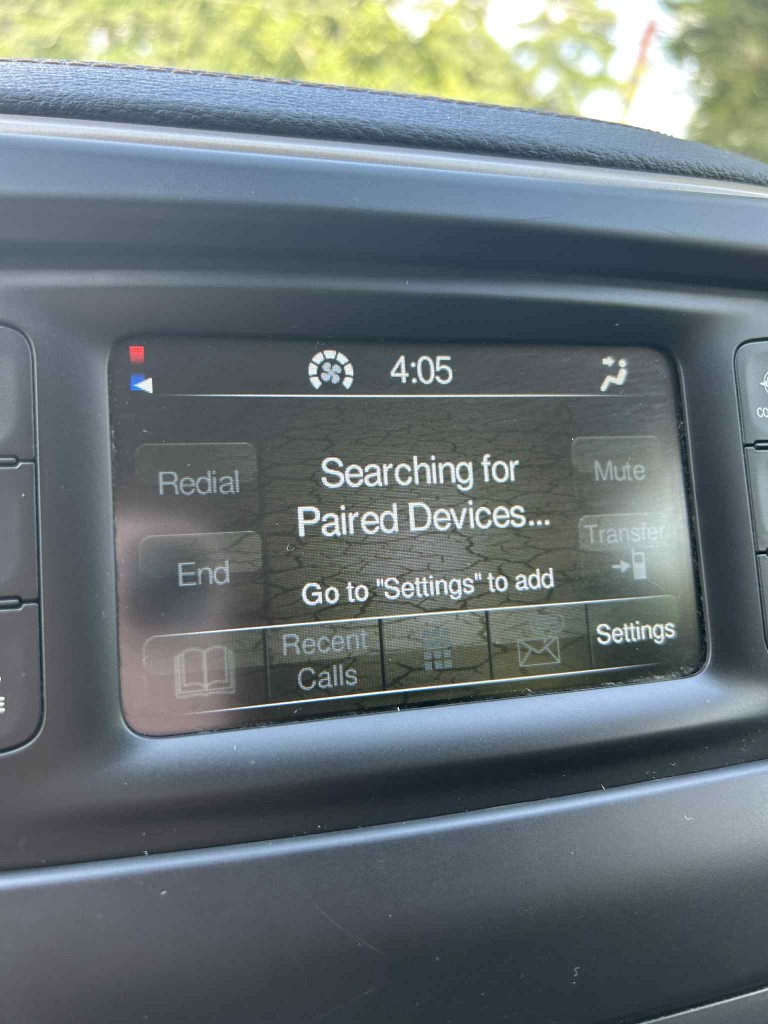 4:05
Redial
Searching for
Paired Devices...
Mute
End
Transfer
Go to "Settings" to add
Recent
Calls
Settings